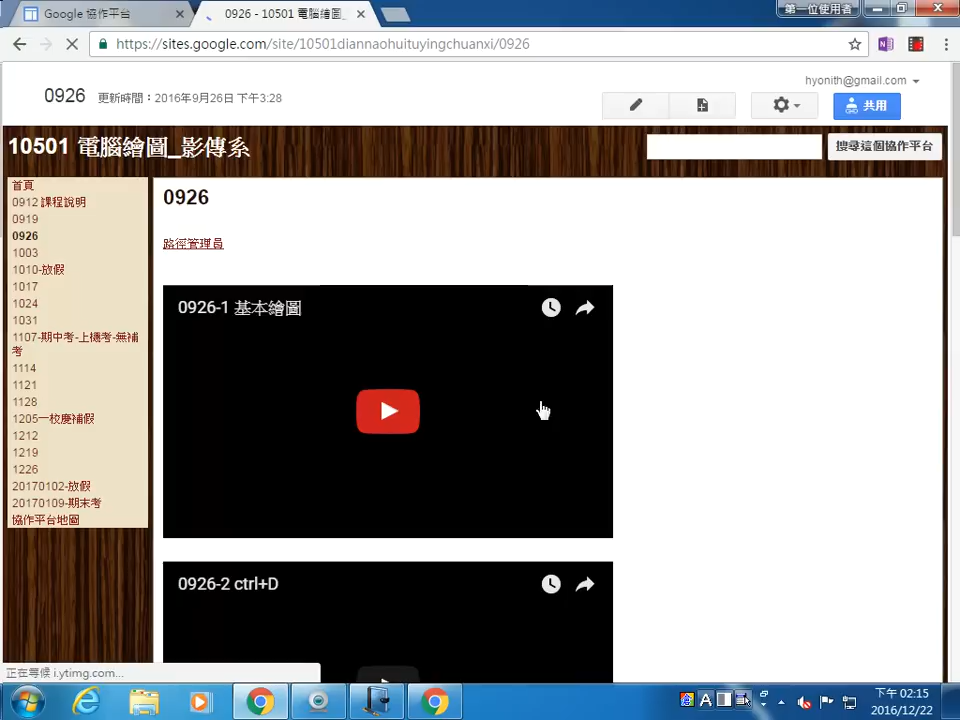 Google 協作平台
0926 - 10501 電腦繪圖_
第一位使用者
https://sites.google.com/site/10501diannaohuituyingchuanxi/0926
hyonith@gmail.com
0926 更新時間：2016年9月26日 下午3:28
共用
10501 電腦繪圖_影傳系
搜尋這個協作平台
首頁
0912 課程說明
0919
0926
1003
1010-放假
1017
1024
1031
1107-期中考-上機考-無補
考
1114
1121
1128
1205一校慶補假
1212
1219
1226
20170102-放假
20170109-期末考
協作平台地圖
0926
路徑管理員
0926-1 基本繪圖
0926-2 ctrl+D
正在等候 i.ytimg.com...
A
下午 02:15
2016/12/22